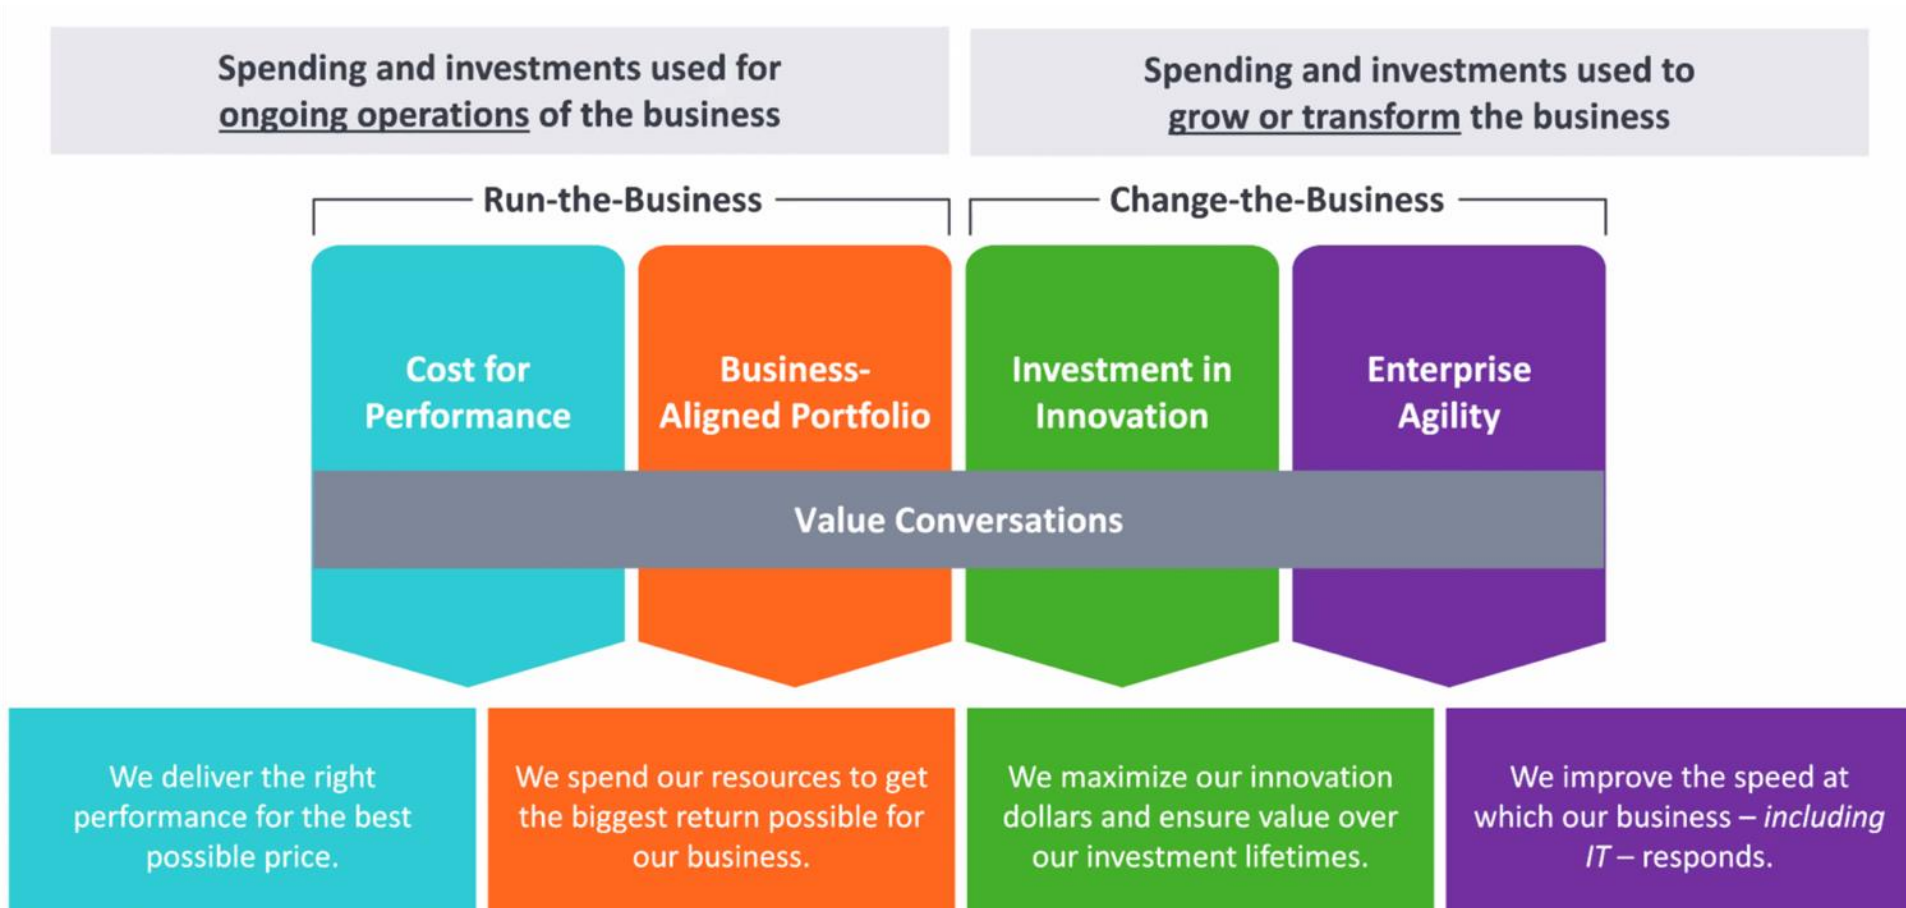 Spending and investments used for
ongoing operations of the business
Spending and investments used to
grow or transform the business
Run-the-Business
Change-the-Business
Cost for
Performance
Business-
Aligned Portfolio
Investment in
Innovation
Enterprise
Agility
Value Conversations
We deliver the right
performance for the best
possible price.
We spend our resources to get
the biggest return possible for
our business.
We maximize our innovation
dollars and ensure value over
our investment lifetimes.
We improve the speed at
which our business – including
IT – responds.